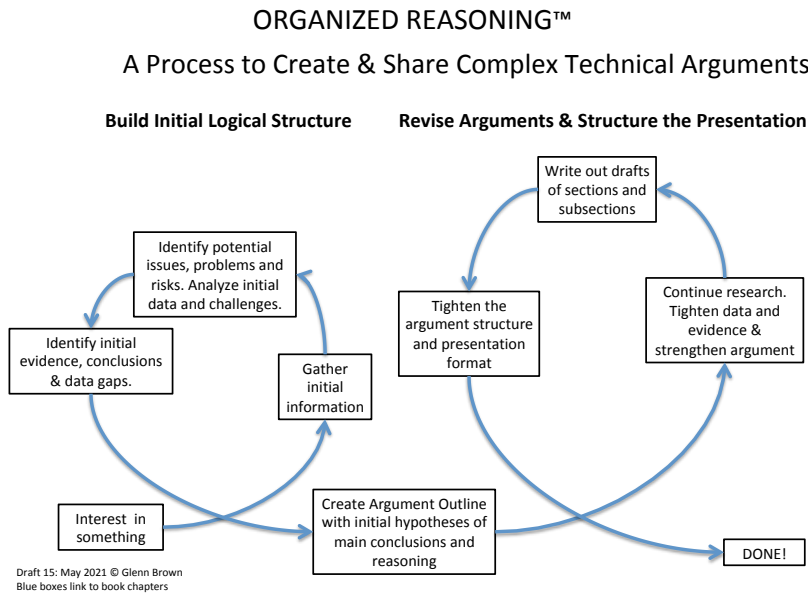 ORGANIZED REASONING™
A Process to Create & Share Complex Technical Arguments
Build Initial Logical Structure
Revise Arguments & Structure the Presentation
Write out drafts
of sections and
subsections
Identify potential
issues, problems and
risks. Analyze initial
data and challenges.
Tighten the
argument structure
and presentation
format
Continue research.
Tighten data and
evidence &
strengthen argument
Identify initial
evidence, conclusions
& data gaps.
Gather
initial
information
Interest in
something
Create Argument Outline
with initial hypotheses of
main conclusions and
reasoning
DONE!
Draft 15: May 2021 © Glenn Brown
Blue boxes link to book chapters